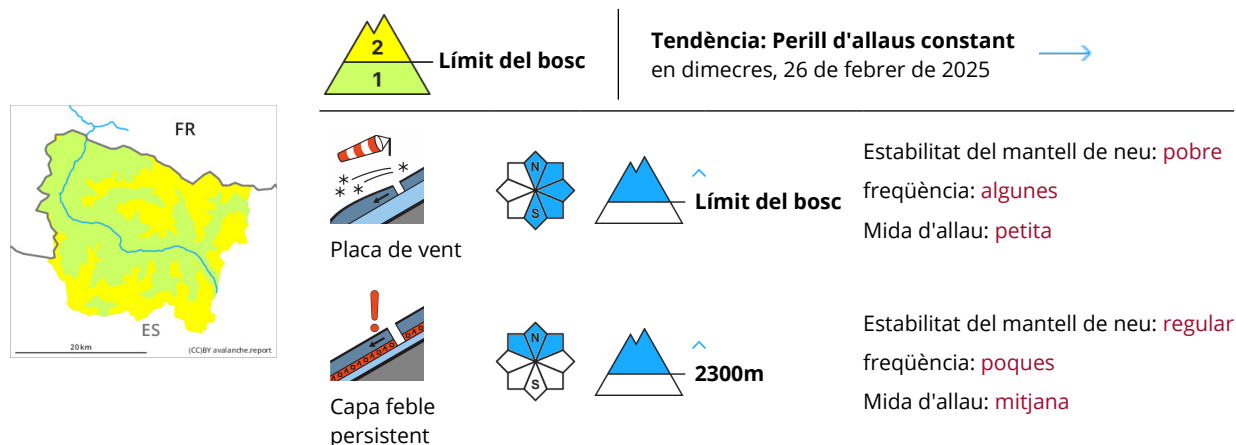 2
1
Límit del bosc
Tendència: Perill d'allaus constant
en dimecres, 26 de febrer de 2025
FR
ES
20 km
(CC)BY avalanche.report
Placa de vent
N
S
Límit del bosc
Estabilitat del mantell de neu: pobre
freqüència: algunes
Mida d'allau: petita
Capa feble
persistent
N
S
2300m
Estabilitat del mantell de neu: regular
freqüència: poques
Mida d'allau: mitjana